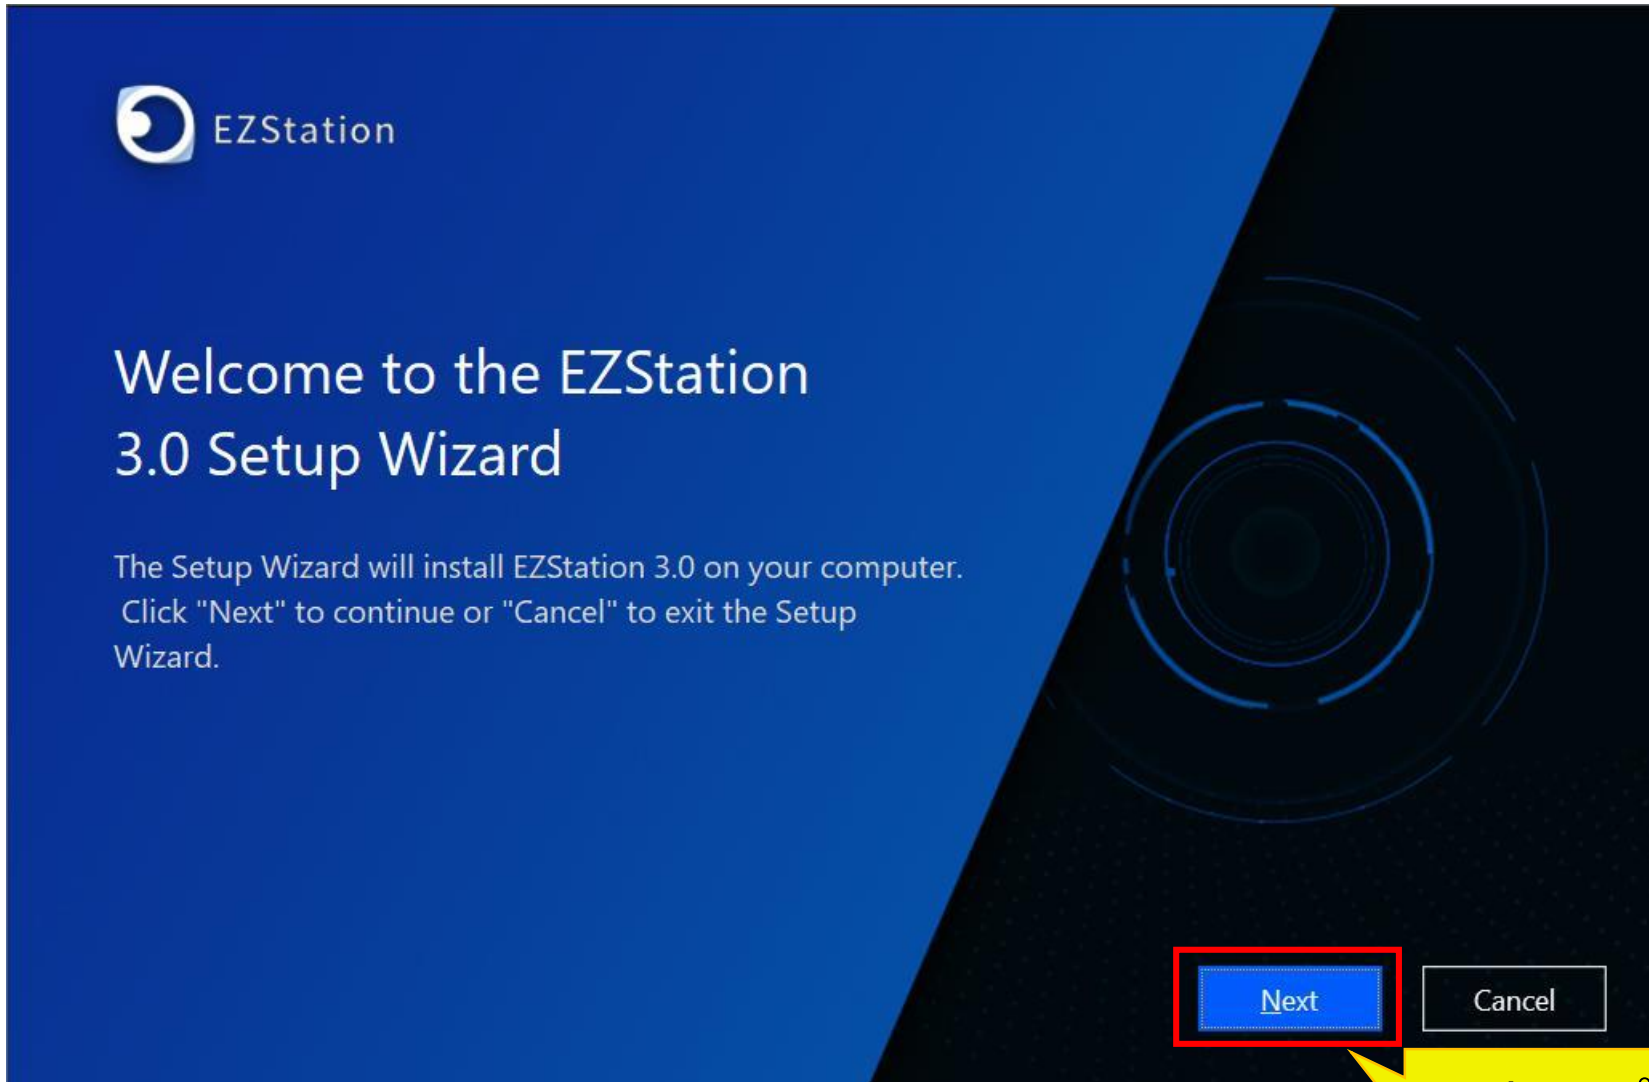 EZStation
Welcome to the EZStation
3.0 Setup Wizard
The Setup Wizard will install EZStation 3.0 on your computer.
Click "Next" to continue or "Cancel" to exit the Setup
Wizard.
Next
Cancel